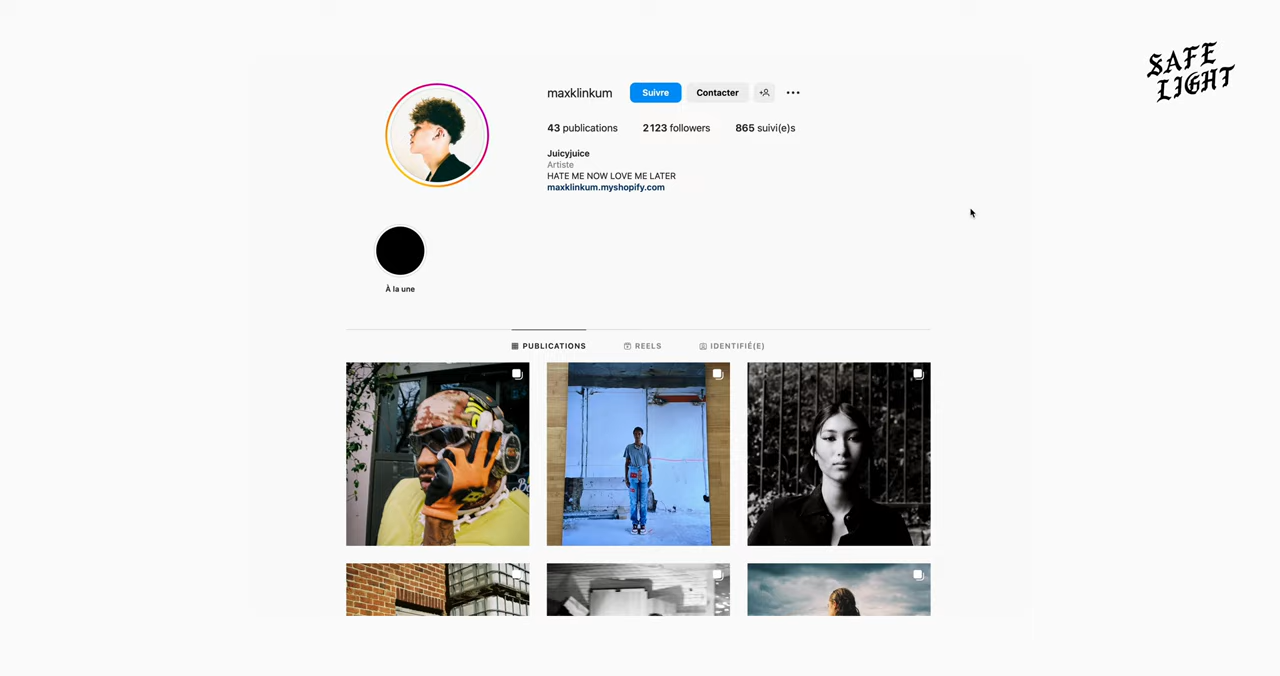 SAFE
LIGHT
maxklinkum Suivre Contacter
43 publications 2123 followers 865 suivi(e)s
Juicyjuice
Artiste
HATE ME NOW LOVE ME LATER
maxklinkum.myshopify.com
À la une
PUBLICATIONS REELS IDENTIFIÉ(E)